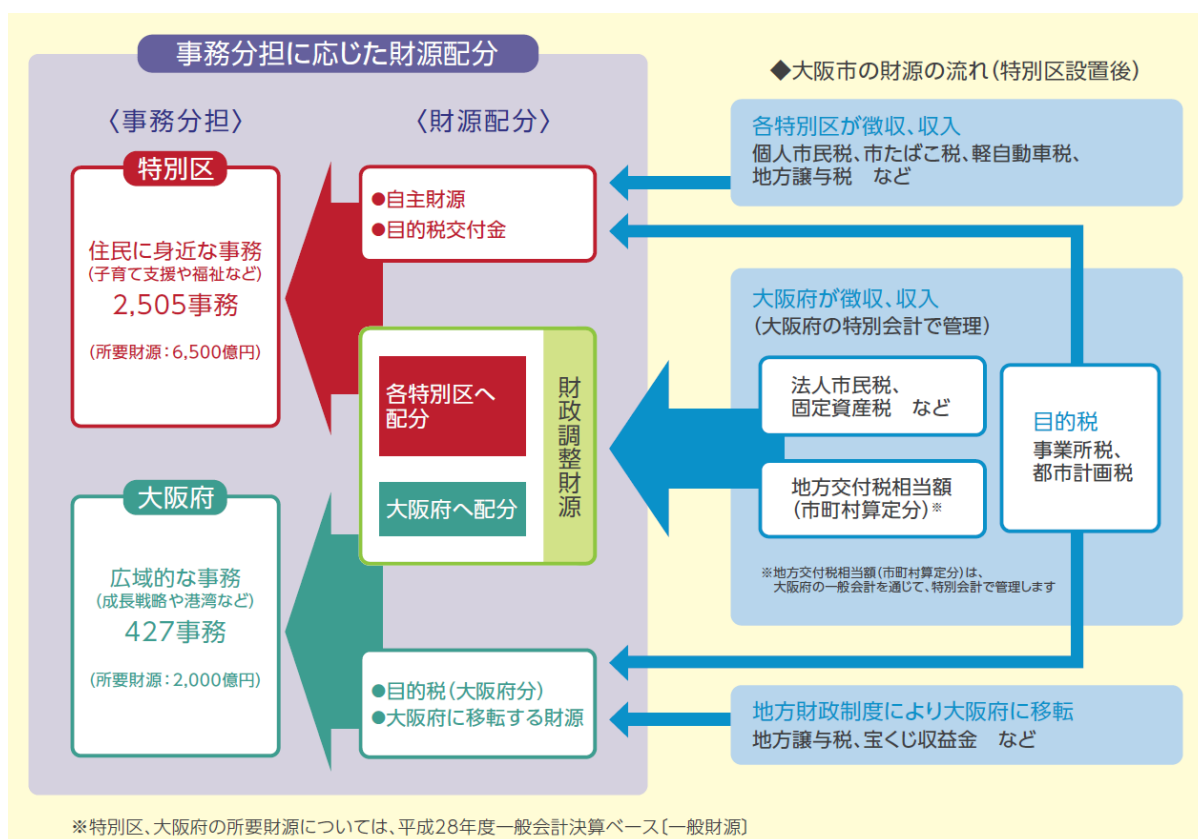 事務分担に応じた財源配分
〈事務分担〉
〈財源配分〉
特別区
住民に身近な事務
(子育て支援や福祉など)
2,505事務
(所要財源:6,500億円)
●自主財源
●目的税交付金
各特別区へ
配分
大阪府へ配分
財政調整財源
大阪府
広域的な事務
(成長戦略や港湾など)
427事務
(所要財源:2,000億円)
●目的税(大阪府分)
●大阪府に移転する財源
◆大阪市の財源の流れ(特別区設置後)
各特別区が徴収、収入
個人市民税、市たばこ税、軽自動車税、
地方譲与税 など
大阪府が徴収、収入
(大阪府の特別会計で管理)
法人市民税、
固定資産税 など
地方交付税相当額
(市町村算定分)※
目的税
事業所税、
都市計画税
※地方交付税相当額(市町村算定分)は、
大阪府の一般会計を通じて、特別会計で管理します
地方財政制度により大阪府に移転
地方譲与税、宝くじ収益金 など
※特別区、大阪府の所要財源については、平成28年度一般会計決算ベース〔一般財源〕